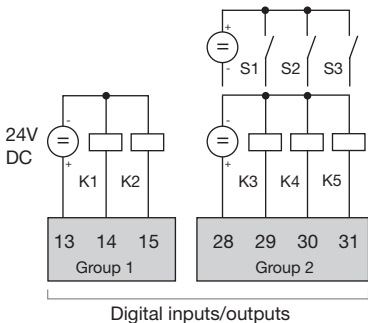 +
-
S1 S2 S3
24V
DC
-
+
K1 K2
-
+
K3 K4 K5
13 14 15
Group 1
28 29 30 31
Group 2
Digital inputs/outputs